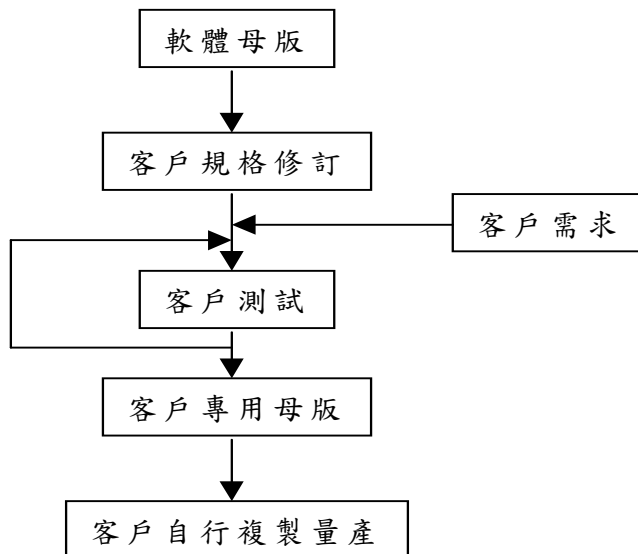 軟體母版
客戶規格修訂
客戶需求
客戶測試
客戶專用母版
客戶自行複製量產